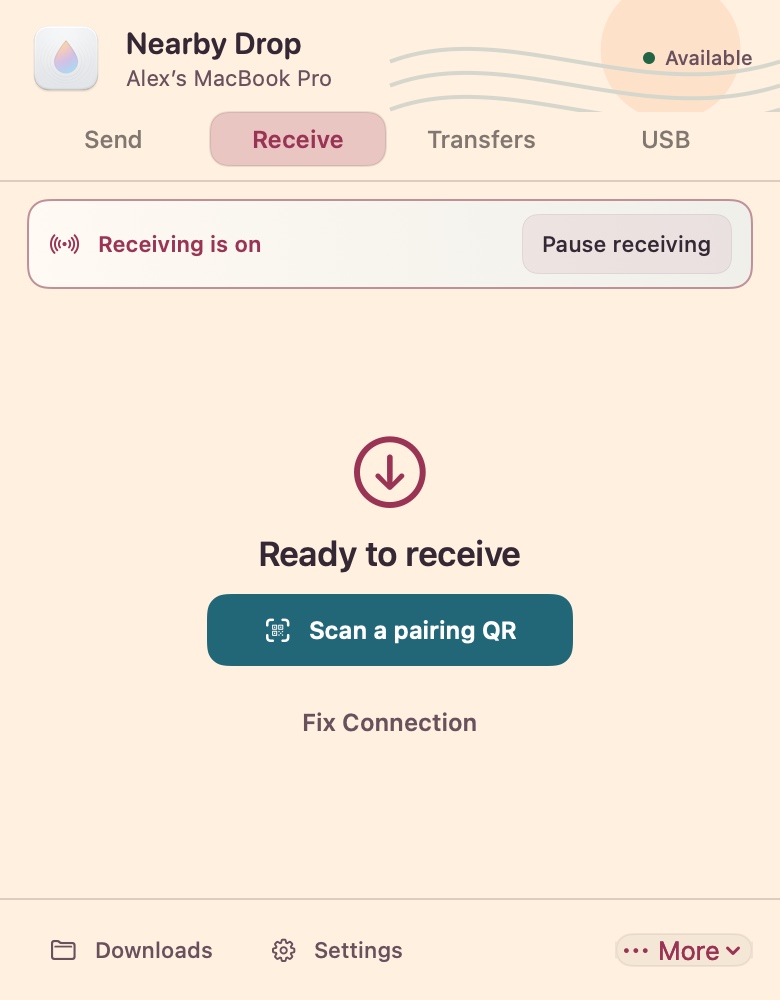 Nearby Drop
Alex’s MacBook Pro
Available
Send
Receive
Transfers
USB
Receiving is on
Pause receiving
Ready to receive
Scan a pairing QR
Fix Connection
Downloads
Settings
More